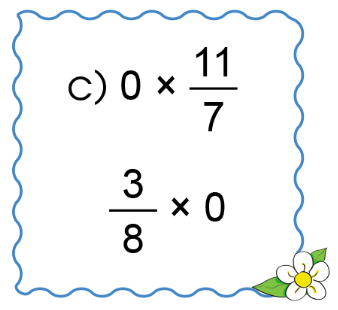 c) 0 × 11/7
3/8 × 0